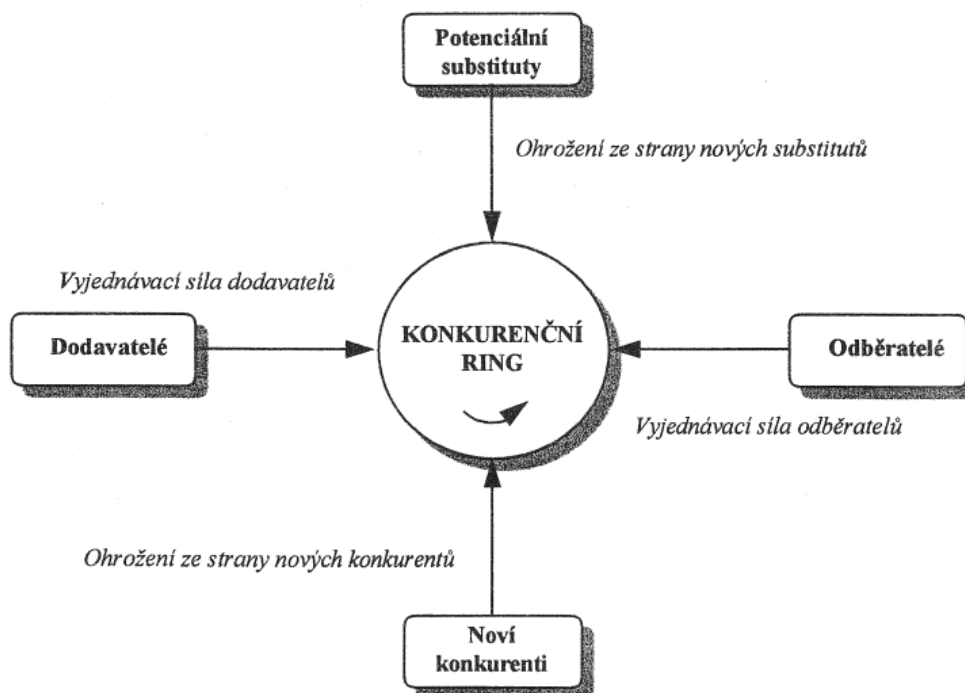 Potenciální
substituty
Ohrožení ze strany nových substitutů
Vyjednávací síla dodavatelů
Dodavatelé
KONKURENČNÍ
RING
Odběratelé
Vyjednávací síla odběratelů
Ohrožení ze strany nových konkurentů
Noví
konkurenti